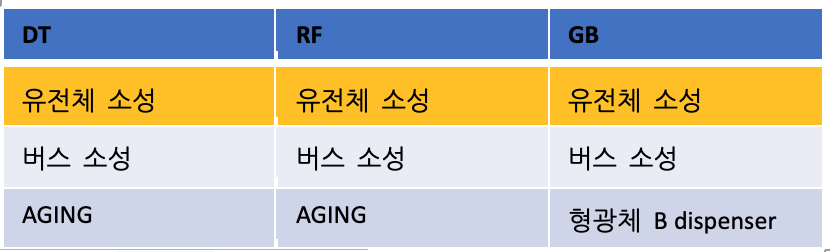 DT RF GB
유전체 소성 유전체 소성 유전체 소성
버스 소성 버스 소성 버스 소성
AGING AGING 형광체 B dispenser